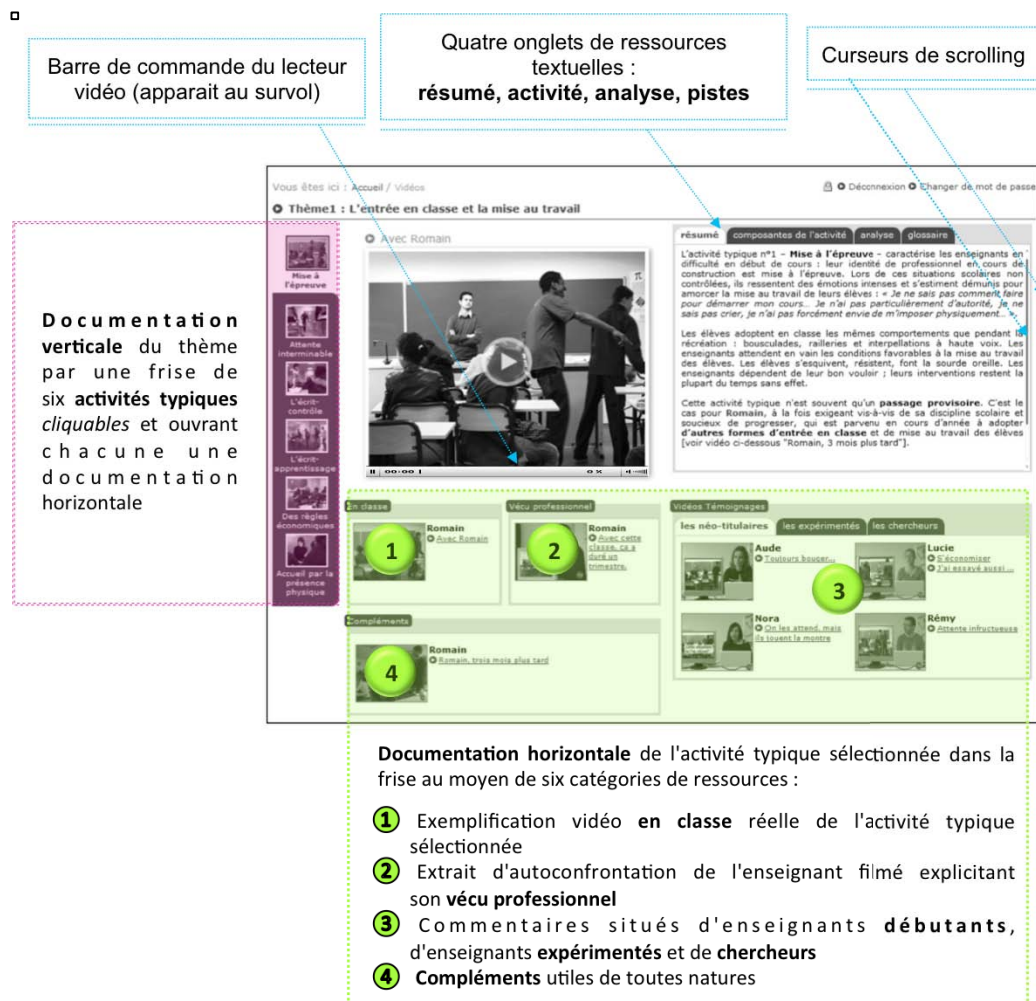 Barre de commande du lecteur
vidéo (apparait au survol)
Quatre onglets de ressources
textuelles :
résumé, activité, analyse, pistes
Curseurs de scrolling
Vous êtes ici : Accueil / Vidéos
Déconnexion Changer de mot de passe
Thème1 : L'entrée en classe et la mise au travail
Documentation
verticale du thème
par une frise de
six activités typiques
cliquables et ouvrant
chacune une
documentation
horizontale
Mise à
l'épreuve
Attente
interminable
L'écrit-
contrôle
L'écrit-
apprentissage
Des règles
économiques
Accueil par la
présence
physique
Avec Romain
00:00
résumé composantes de l'activité analyse glossaire
L'activité typique n°1 – Mise à l'épreuve – caractérise les enseignants en
difficulté en début de cours : leur identité de professionnel en cours de
construction est mise à l'épreuve. Lors de ces situations scolaires non
contrôlées, ils ressentent des émotions intenses et s'estiment démunis pour
amorcer la mise au travail de leurs élèves : « Je ne sais pas comment faire
pour démarrer mon cours... Je n'ai pas particulièrement d'autorité, je ne
sais pas crier, je n'ai pas forcément envie de m'imposer physiquement... ».
Les élèves adoptent en classe les mêmes comportements que pendant la
récréation : bousculades, railleries et interpellations à haute voix. Les
enseignants attendent en vain les conditions favorables à la mise au travail
des élèves. Les élèves s'esquivent, résistent, font la sourde oreille. Les
enseignants dépendent de leur bon vouloir ; leurs interventions restent la
plupart du temps sans effet.
Cette activité typique n'est souvent qu'un passage provisoire. C'est le
cas pour Romain, à la fois exigeant vis-à-vis de sa discipline scolaire et
soucieux de progresser, qui est parvenu en cours d'année à adopter
d'autres formes d'entrée en classe et de mise au travail des élèves
[voir vidéo ci-dessous "Romain, 3 mois plus tard"].
En classe
Romain
Avec Romain
1
Vécu professionnel
Romain
Avec cette
classe, ça a
duré un
trimestre.
2
Vidéos Témoignages
les néo-titulaires les expérimentés les chercheurs
Aude
Toujours bouger...
Lucie
S'économiser
J'ai essayé aussi ...
3
Nora
On les attend, mais
ils jouent la montre
Rémy
Attente infructueuse
Compléments
Romain
Romain, trois mois plus tard
4
Documentation horizontale de l'activité typique sélectionnée dans la
frise au moyen de six catégories de ressources :
1 Exemplification vidéo en classe réelle de l'activité typique
sélectionnée
2 Extrait d'autoconfrontation de l'enseignant filmé explicitant
son vécu professionnel
3 Commentaires situés d'enseignants débutants,
d'enseignants expérimentés et de chercheurs
4 Compléments utiles de toutes natures